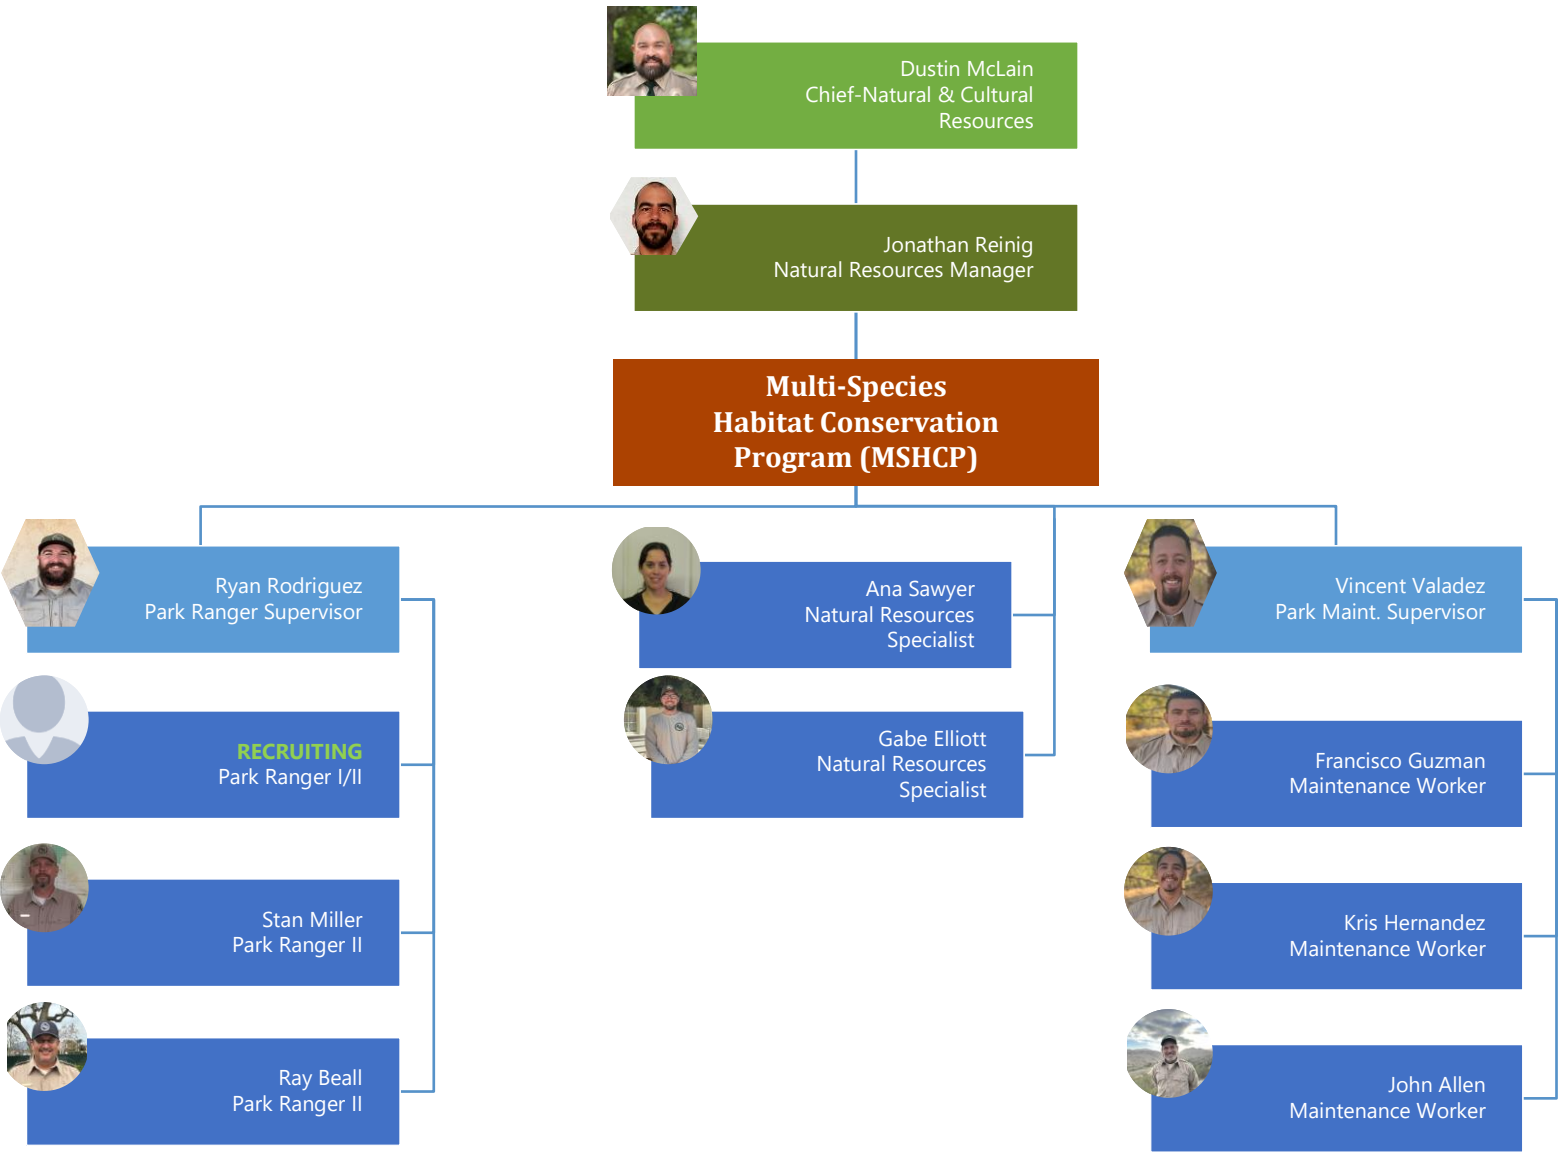 Dustin McLain
Chief-Natural & Cultural
Resources
Jonathan Reinig
Natural Resources Manager
Multi-Species
Habitat Conservation
Program (MSHCP)
Ryan Rodriguez
Park Ranger Supervisor
RECRUITING
Park Ranger I/II
Stan Miller
Park Ranger II
Ray Beall
Park Ranger II
Ana Sawyer
Natural Resources
Specialist
Gabe Elliott
Natural Resources
Specialist
Vincent Valadez
Park Maint. Supervisor
Francisco Guzman
Maintenance Worker
Kris Hernandez
Maintenance Worker
John Allen
Maintenance Worker